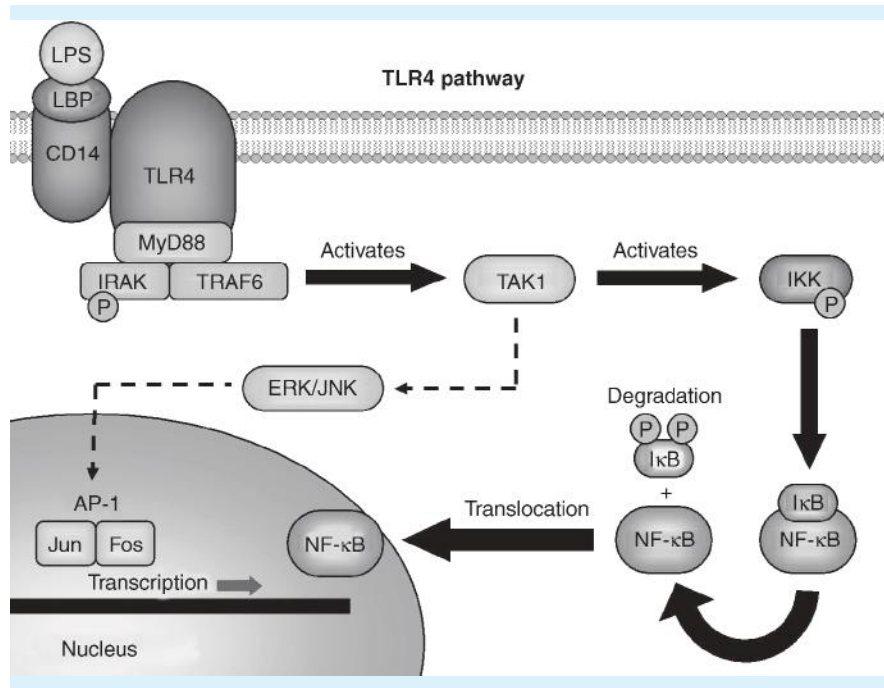 LPS
LBP
CD14
TLR4 pathway
TLR4
MyD88
IRAK
TRAF6
P
Activates
TAK1
Activates
IKK
P
ERK/JNK
Degradation
P
P
IκB
+
NF-κB
IκB
NF-κB
Translocation
NF-κB
AP-1
Jun
Fos
Transcription
Nucleus